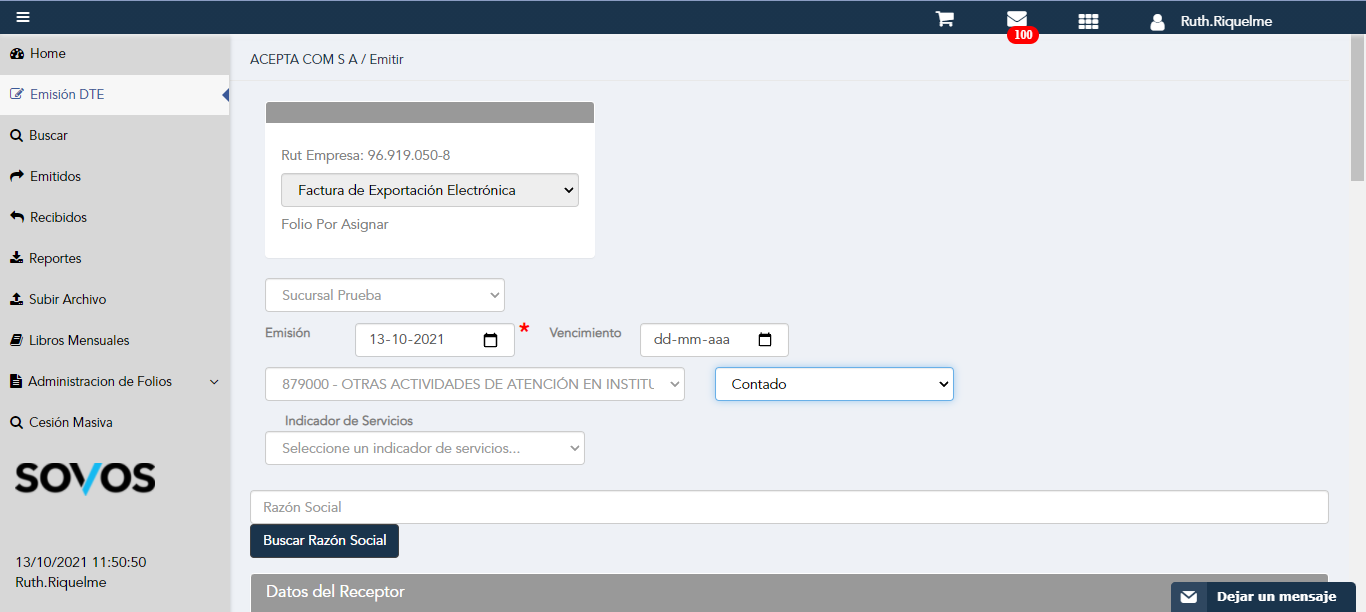 100
Ruth.Riquelme
Home
Emisión DTE
Buscar
Emitidos
Recibidos
Reportes
Subir Archivo
Libros Mensuales
Administracion de Folios
Cesión Masiva
SOVOS
13/10/2021 11:50:50
Ruth.Riquelme
ACEPTA COM S A / Emitir
Rut Empresa: 96.919.050-8
Factura de Exportación Electrónica
Folio Por Asignar
Sucursal Prueba
Emisión 13-10-2021 * Vencimiento dd-mm-aaa
879000 - OTRAS ACTIVIDADES DE ATENCIÓN EN INSTITU Contado
Indicador de Servicios
Seleccione un indicador de servicios...
Razón Social
Buscar Razón Social
Datos del Receptor
Dejar un mensaje